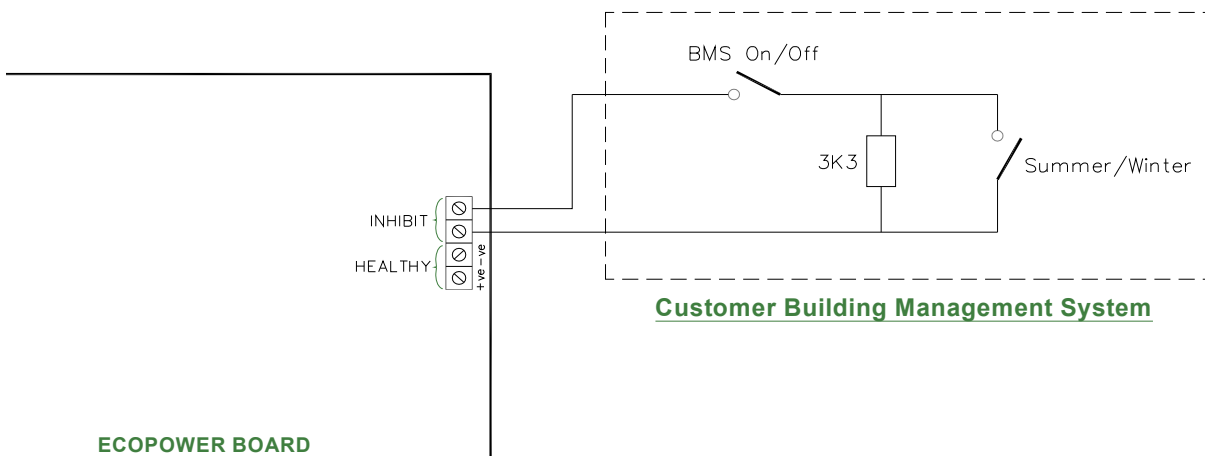 BMS On/Off
3K3
Summer/Winter
INHIBIT
HEALTHY
+ve -ve
Customer Building Management System
ECOPOWER BOARD